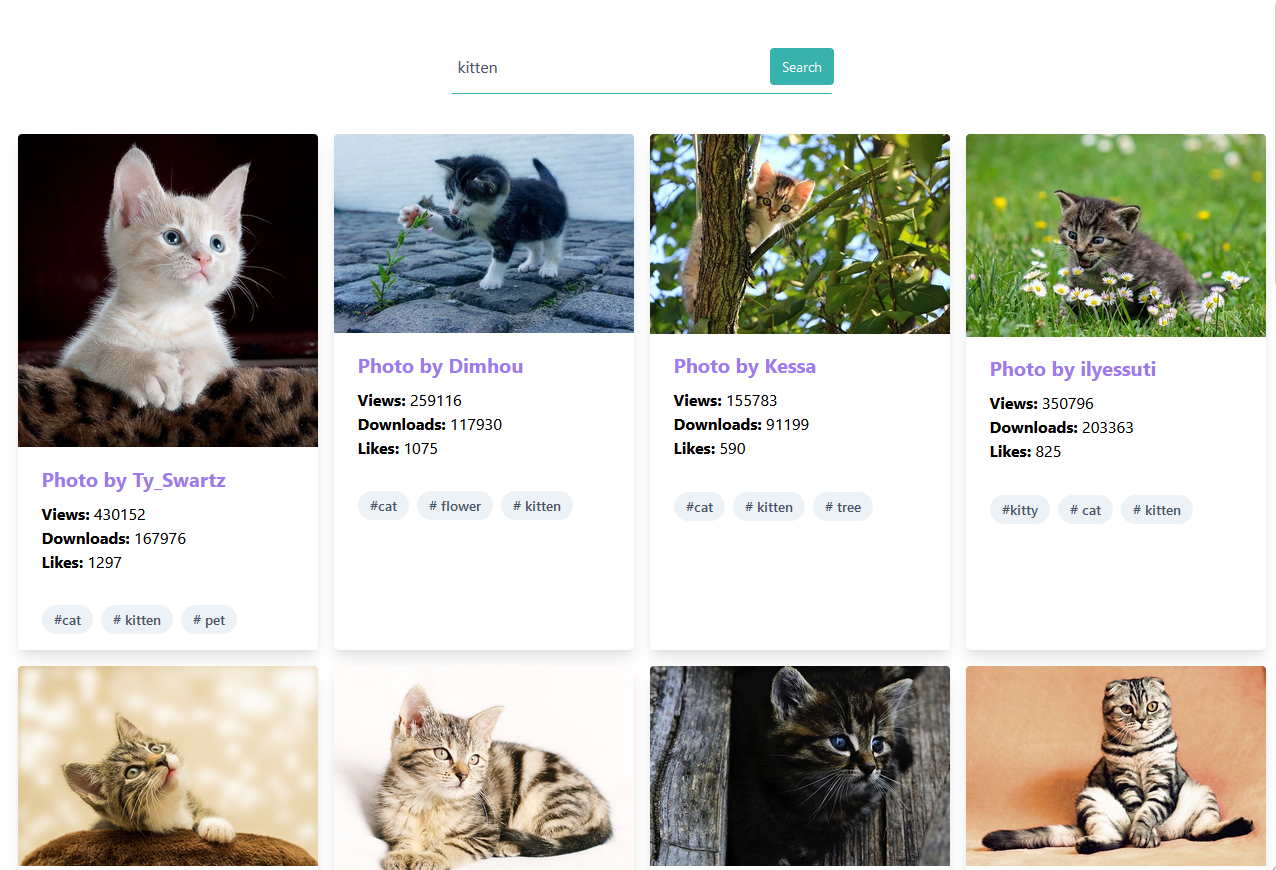 kitten
Search
Photo by Ty_Swartz
Views: 430152
Downloads: 167976
Likes: 1297
#cat
# kitten
# pet
Photo by Dimhou
Views: 259116
Downloads: 117930
Likes: 1075
#cat
# flower
# kitten
Photo by Kessa
Views: 155783
Downloads: 91199
Likes: 590
#cat
# kitten
# tree
Photo by ilyessuti
Views: 350796
Downloads: 203363
Likes: 825
#kitty
# cat
# kitten